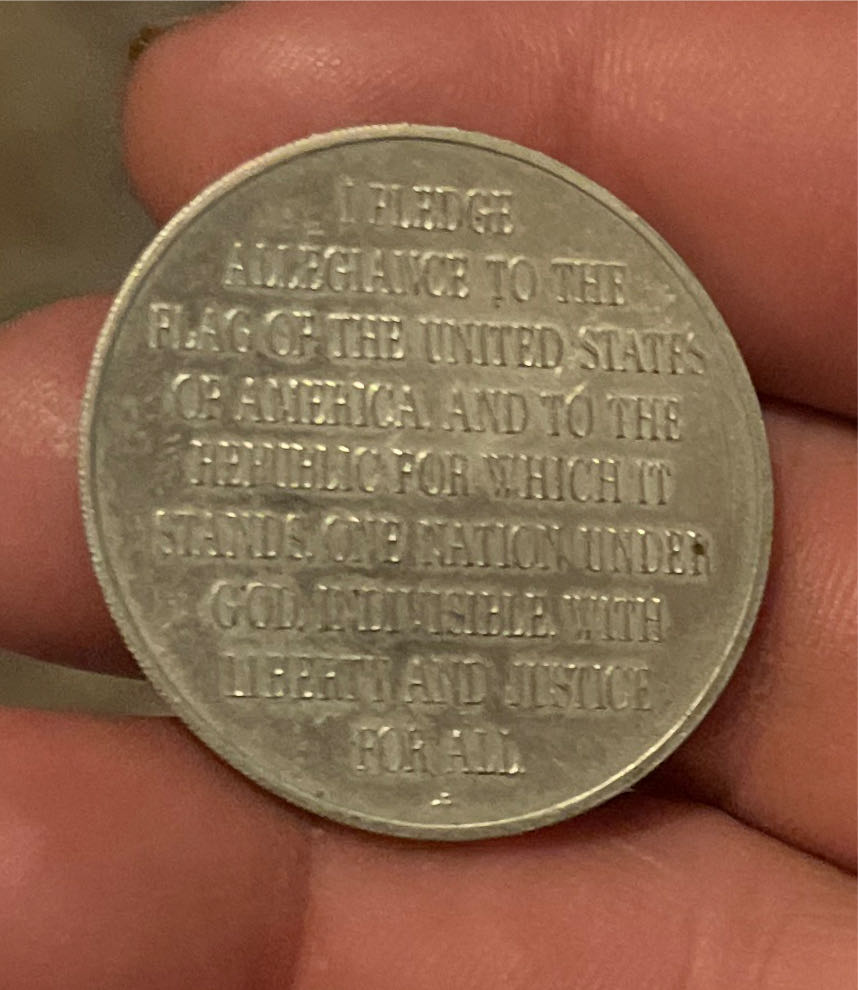 I PLEDGE
ALLEGIANCE TO THE
FLAG OF THE UNITED STATES
OF AMERICA AND TO THE
REPUBLIC FOR WHICH IT
STANDS, ONE NATION UNDER
GOD, INDIVISIBLE, WITH
LIBERTY AND JUSTICE
FOR ALL.